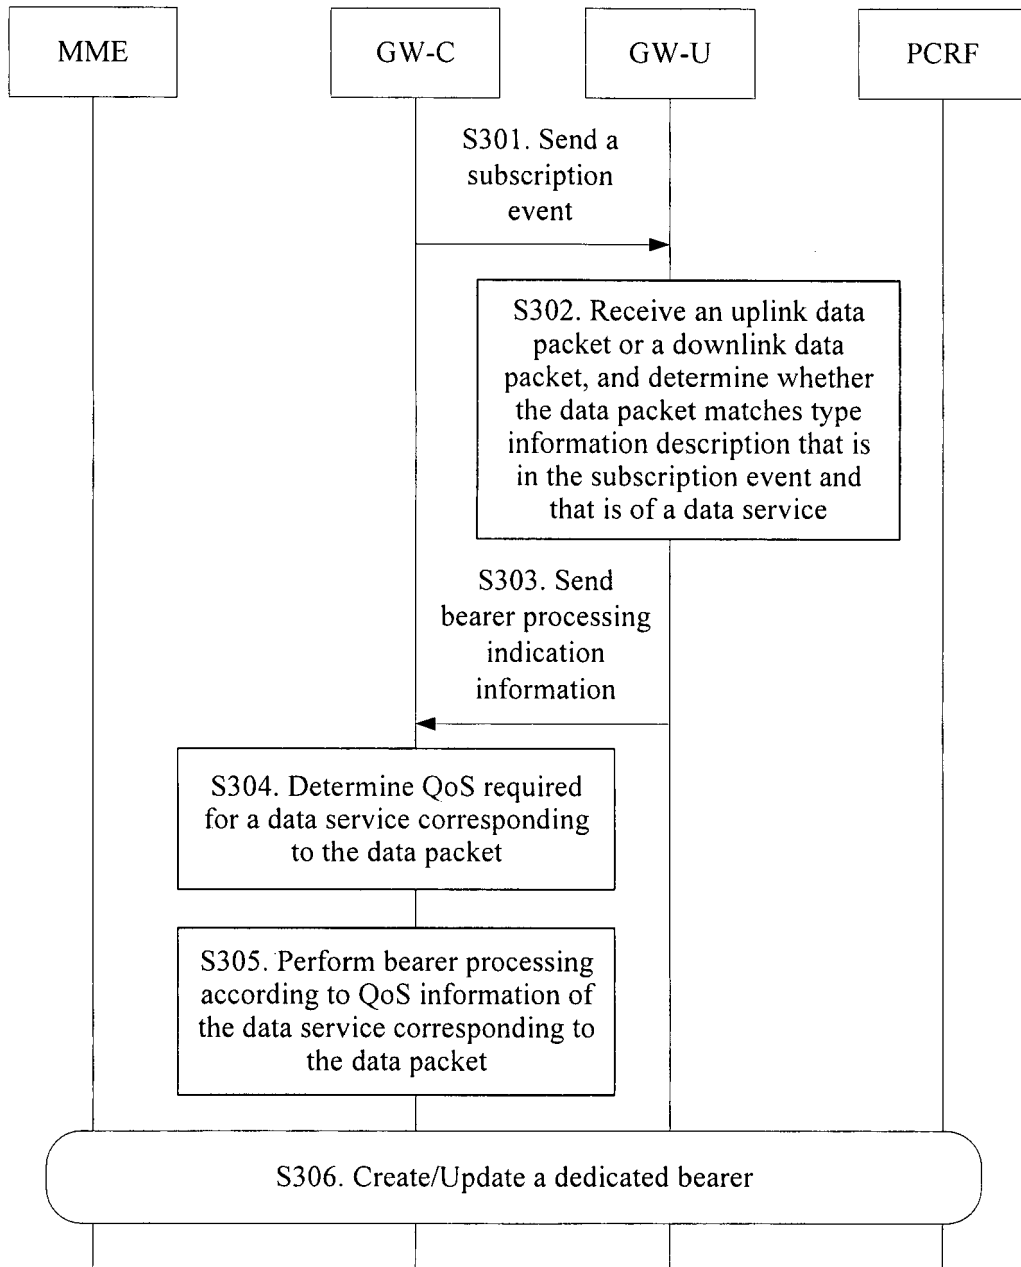 MME
GW-C
GW-U
PCRF
S301. Send a
subscription
event
S302. Receive an uplink data
packet or a downlink data
packet, and determine whether
the data packet matches type
information description that is
in the subscription event and
that is of a data service
S303. Send
bearer processing
indication
information
S304. Determine QoS required
for a data service corresponding
to the data packet
S305. Perform bearer processing
according to QoS information of
the data service corresponding to
the data packet
S306. Create/Update a dedicated bearer